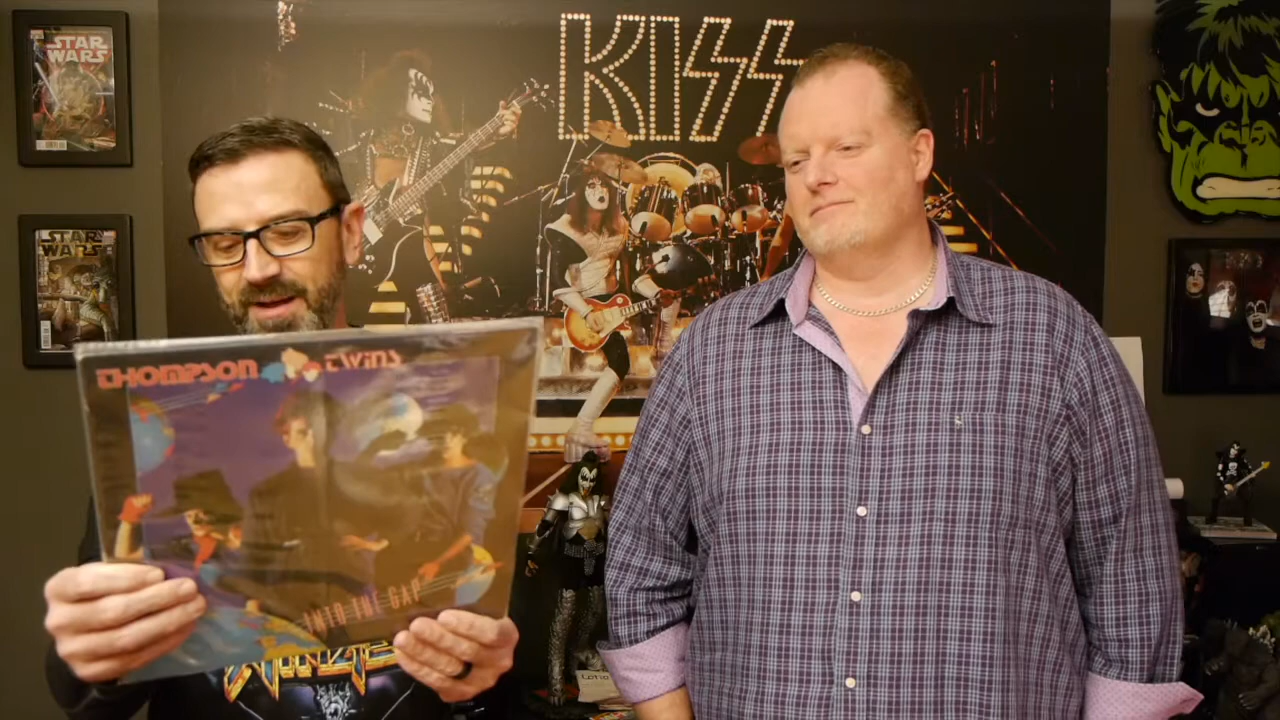 STAR
WARS
STAR
WARS
KISS
THOMPSON TWINS
INTO THE GAP